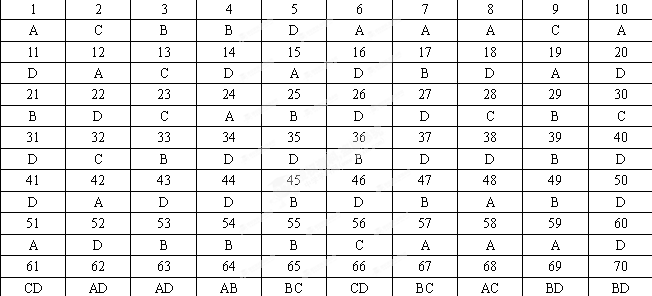 1 2 3 4 5 6 7 8 9 10
A C B B D A A A C A
11 12 13 14 15 16 17 18 19 20
D A C D A D B D A D
21 22 23 24 25 26 27 28 29 30
B D C A B D D C B C
31 32 33 34 35 36 37 38 39 40
D C B D D B D D B D
41 42 43 44 45 46 47 48 49 50
D A D D B D B A B D
51 52 53 54 55 56 57 58 59 60
A D B B B C A A A D
61 62 63 64 65 66 67 68 69 70
CD AD AD AB BC CD BC AC BD BD